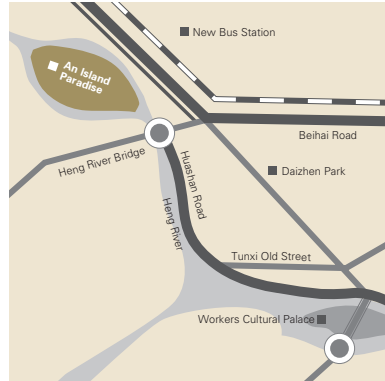 New Bus Station
An Island
Paradise
Beihai Road
Heng River Bridge
Huashan Road
Daizhen Park
Heng River
Tunxi Old Street
Workers Cultural Palace